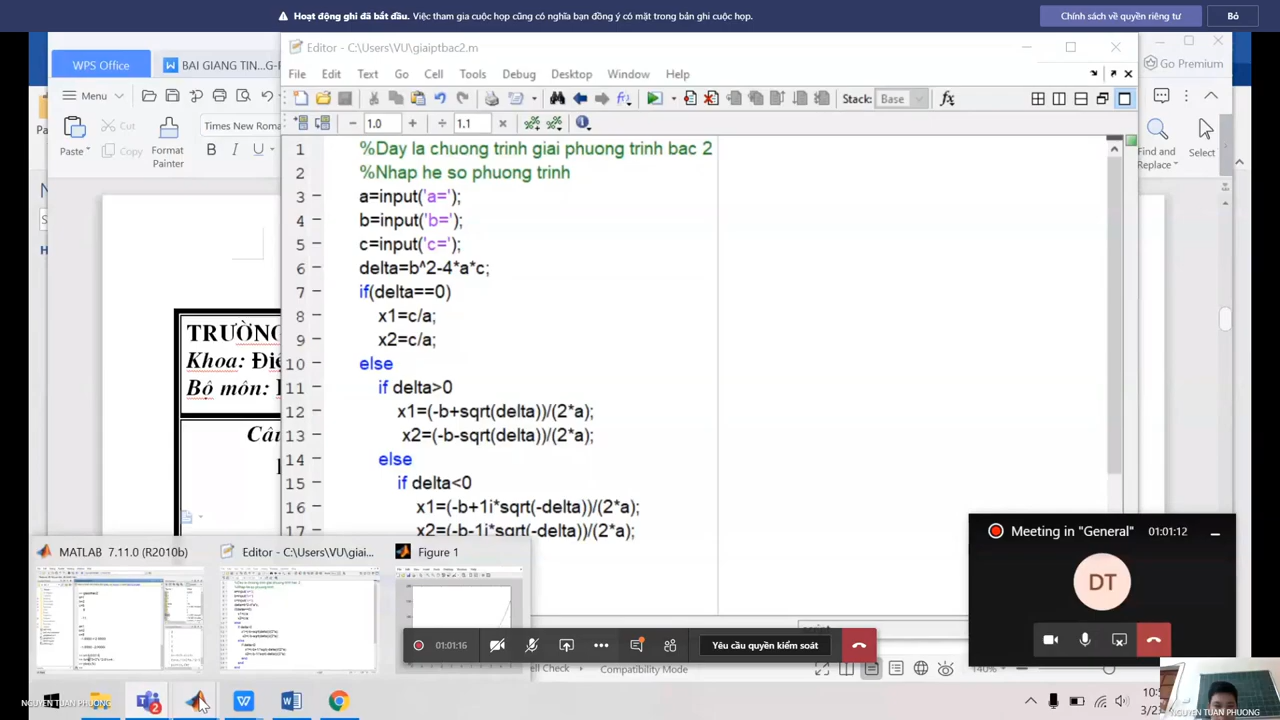 Hoạt động ghi đã bắt đầu. Việc tham gia cuộc họp cũng có nghĩa bạn đồng ý có mặt trong bản ghi cuộc họp.
Chính sách về quyền riêng tư
Bỏ
Editor - C:\Users\VU\giaiptbac2.m
WPS Office
BAI GIANG TIN...G-P
Go Premium
File Edit Text Go Cell Tools Debug Desktop Window Help
Menu
Stack: Base
Paste
Cut
Copy
Format
Painter
Times New Roma
B I U
1.0
1.1
Find and
Replace
Select
1 %Day la chuong trinh giai phuong trinh bac 2
2 %Nhap he so phuong trinh
3 a=input('a=');
4 b=input('b=');
5 c=input('c=');
6 delta=b^2-4*a*c;
7 if(delta==0)
8 x1=c/a;
9 x2=c/a;
10 else
11 if delta>0
12 x1=(-b+sqrt(delta))/(2*a);
13 x2=(-b-sqrt(delta))/(2*a);
14 else
15 if delta<0
16 x1=(-b+1i*sqrt(-delta))/(2*a);
17 x2=(-b-1i*sqrt(-delta))/(2*a);
TRƯỜNG
Khoa: Điệ
Bô môn:
Câu
MATLAB 7.11.0 (R2010b)
Editor - C:\Users\VU\giai...
Figure 1
Meeting in "General"
01:01:12
DT
01:01:16
Yêu cầu quyền kiểm soát
ell Check
Compatibility Mode
140%
NGUYEN TUAN PHUONG
2
W
10:
3/2
NGUYEN TUAN PHUONG